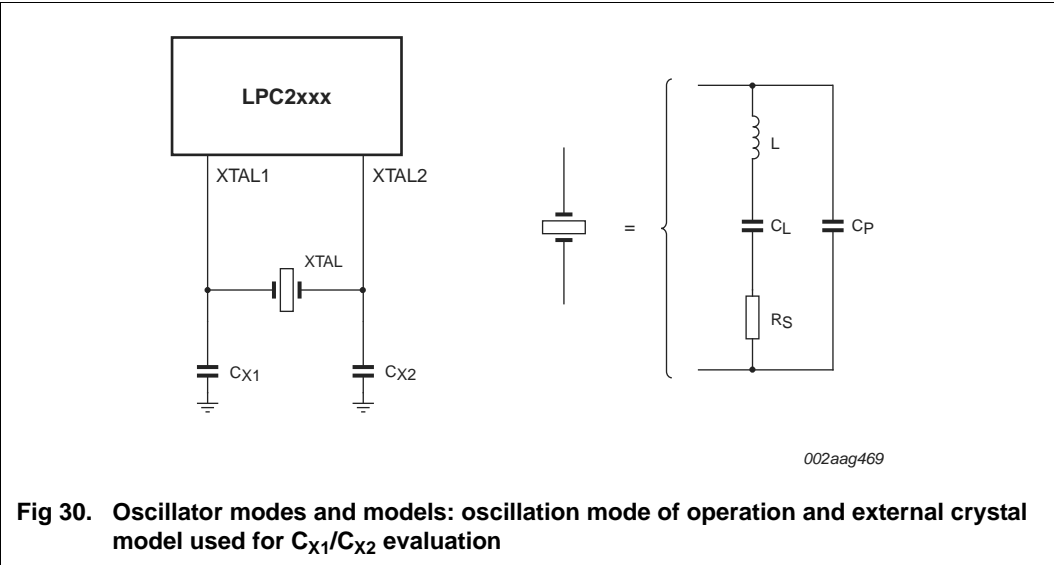 LPC2xxx
XTAL1
XTAL2
XTAL
CX1
CX2
=
L
CL
CP
RS
002aag469
Fig 30. Oscillator modes and models: oscillation mode of operation and external crystal
model used for CX1/CX2 evaluation